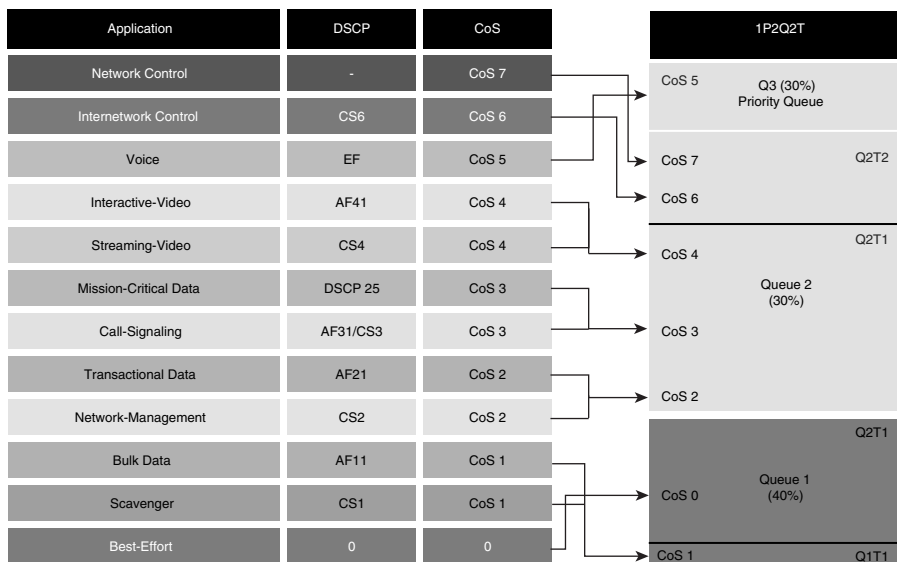 Application DSCP CoS 1P2Q2T
Network Control - CoS 7
Internetwork Control CS6 CoS 6
Voice EF CoS 5
Interactive-Video AF41 CoS 4
Streaming-Video CS4 CoS 4
Mission-Critical Data DSCP 25 CoS 3
Call-Signaling AF31/CS3 CoS 3
Transactional Data AF21 CoS 2
Network-Management CS2 CoS 2
Bulk Data AF11 CoS 1
Scavenger CS1 CoS 1
Best-Effort 0 0
CoS 5 Q3 (30%)
Priority Queue
CoS 7 Q2T2
CoS 6
Q2T1
CoS 4
Queue 2
(30%)
CoS 3
CoS 2
Q2T1
Queue 1
CoS 0 (40%)
CoS 1 Q1T1